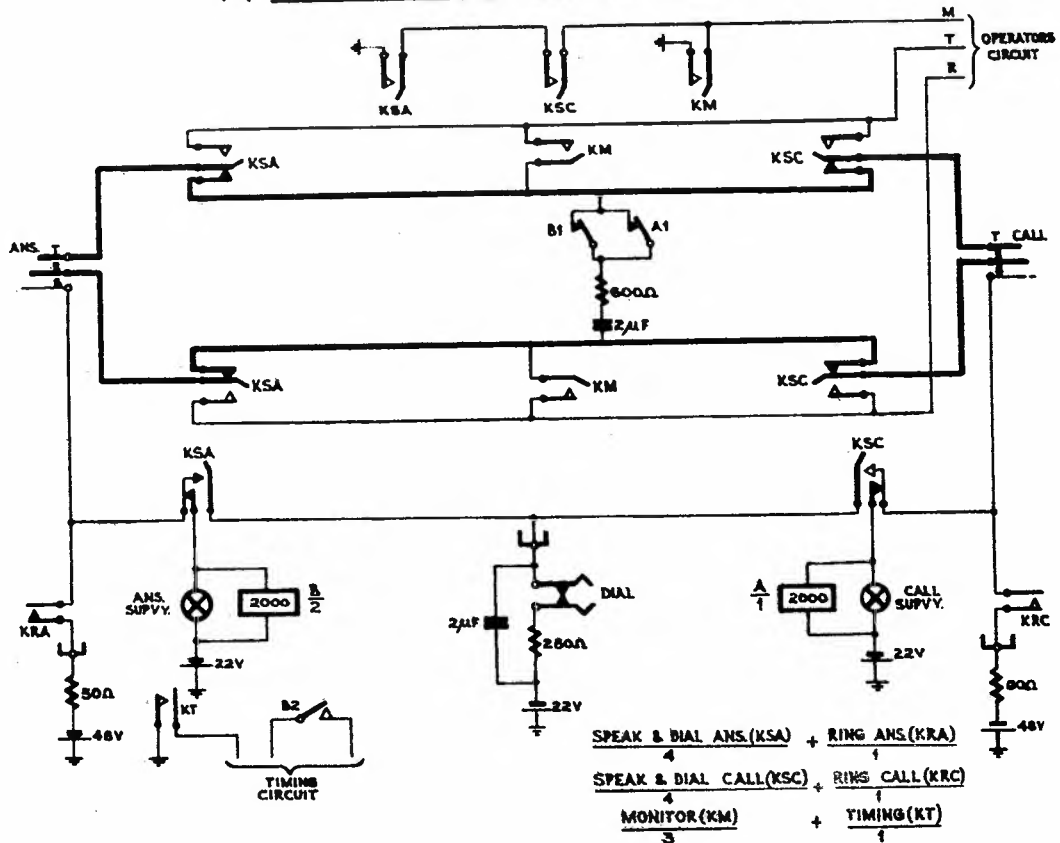 M
T
R
OPERATORS
CIRCUIT
KSA
KSC
KM
KSA
KM
KSC
ANS.
T
R
S
B1
A1
T
CALL
600Ω
2µF
KSA
KM
KSC
KSA
KSC
KRA
50Ω
48V
ANS.
SUPVY.
2000
B
2
22V
KT
B2
TIMING
CIRCUIT
2µF
DIAL
250Ω
22V
A
1
2000
CALL
SUPVY.
22V
KRC
50Ω
48V
SPEAK & DIAL ANS.(KSA) + RING ANS.(KRA)
4 1
SPEAK & DIAL CALL(KSC) + RING CALL(KRC)
4 1
MONITOR(KM) + TIMING(KT)
3 1